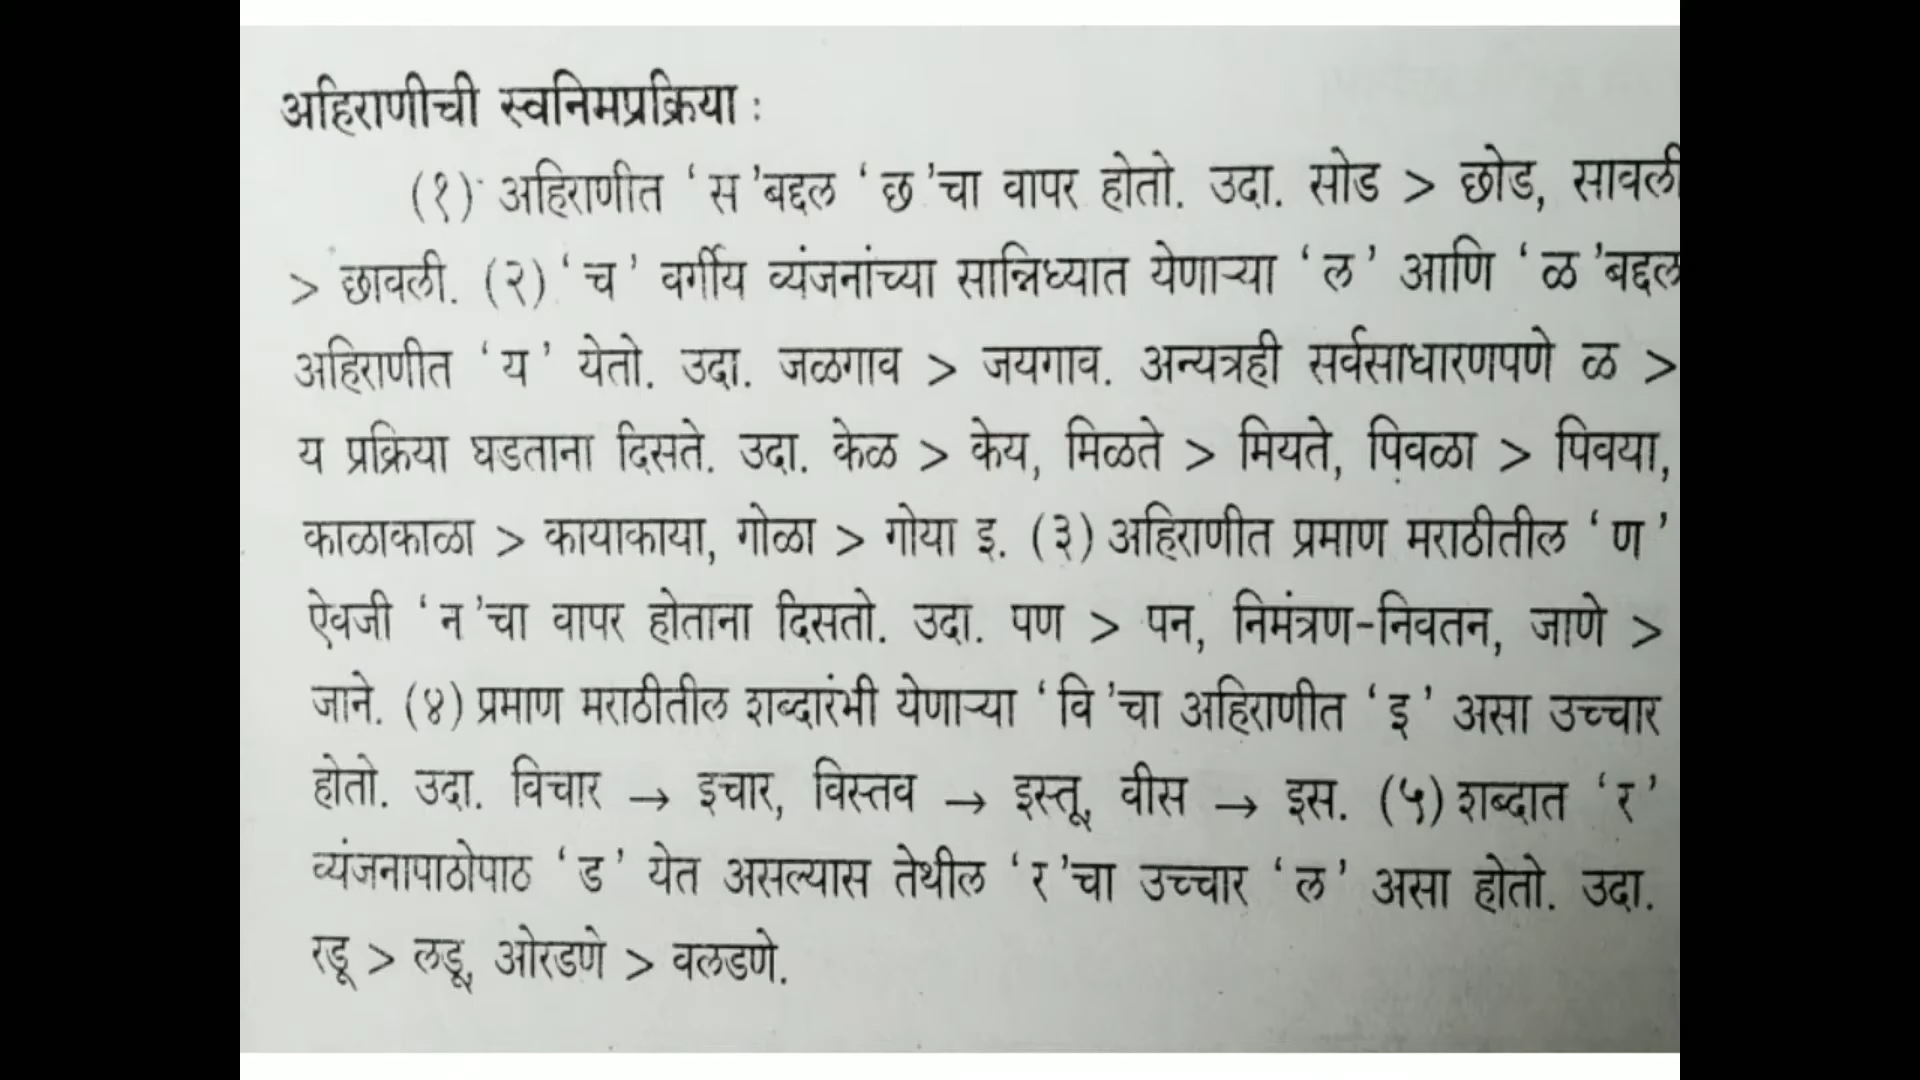 अहिराणीची स्वनिमप्रक्रिया :
(१) अहिराणीत ‘ स ’बद्दल ‘ छ ’चा वापर होतो. उदा. सोड > छोड, सावली
> छावली. (२) ‘ च ’ वर्गीय व्यंजनांच्या सान्निध्यात येणाऱ्या ‘ ल ’ आणि ‘ ळ ’बद्दल
अहिराणीत ‘ य ’ येतो. उदा. जळगाव > जयगाव. अन्यत्रही सर्वसाधारणपणे ळ >
य प्रक्रिया घडताना दिसते. उदा. केळ > केय, मिळते > मियते, पिवळा > पिवया,
काळाकाळा > कायाकाया, गोळा > गोया इ. (३) अहिराणीत प्रमाण मराठीतील ‘ ण ’
ऐवजी ‘ न ’चा वापर होताना दिसतो. उदा. पण > पन, निमंत्रण-निवतन, जाणे >
जाने. (४) प्रमाण मराठीतील शब्दारंभी येणाऱ्या ‘ वि ’चा अहिराणीत ‘ इ ’ असा उच्चार
होतो. उदा. विचार → इचार, विस्तव → इस्तू, वीस → इस. (५) शब्दात ‘ र ’
व्यंजनापाठोपाठ ‘ ड ’ येत असल्यास तेथील ‘ र ’चा उच्चार ‘ ल ’ असा होतो. उदा.
रडू > लडू, ओरडणे > वलडणे.